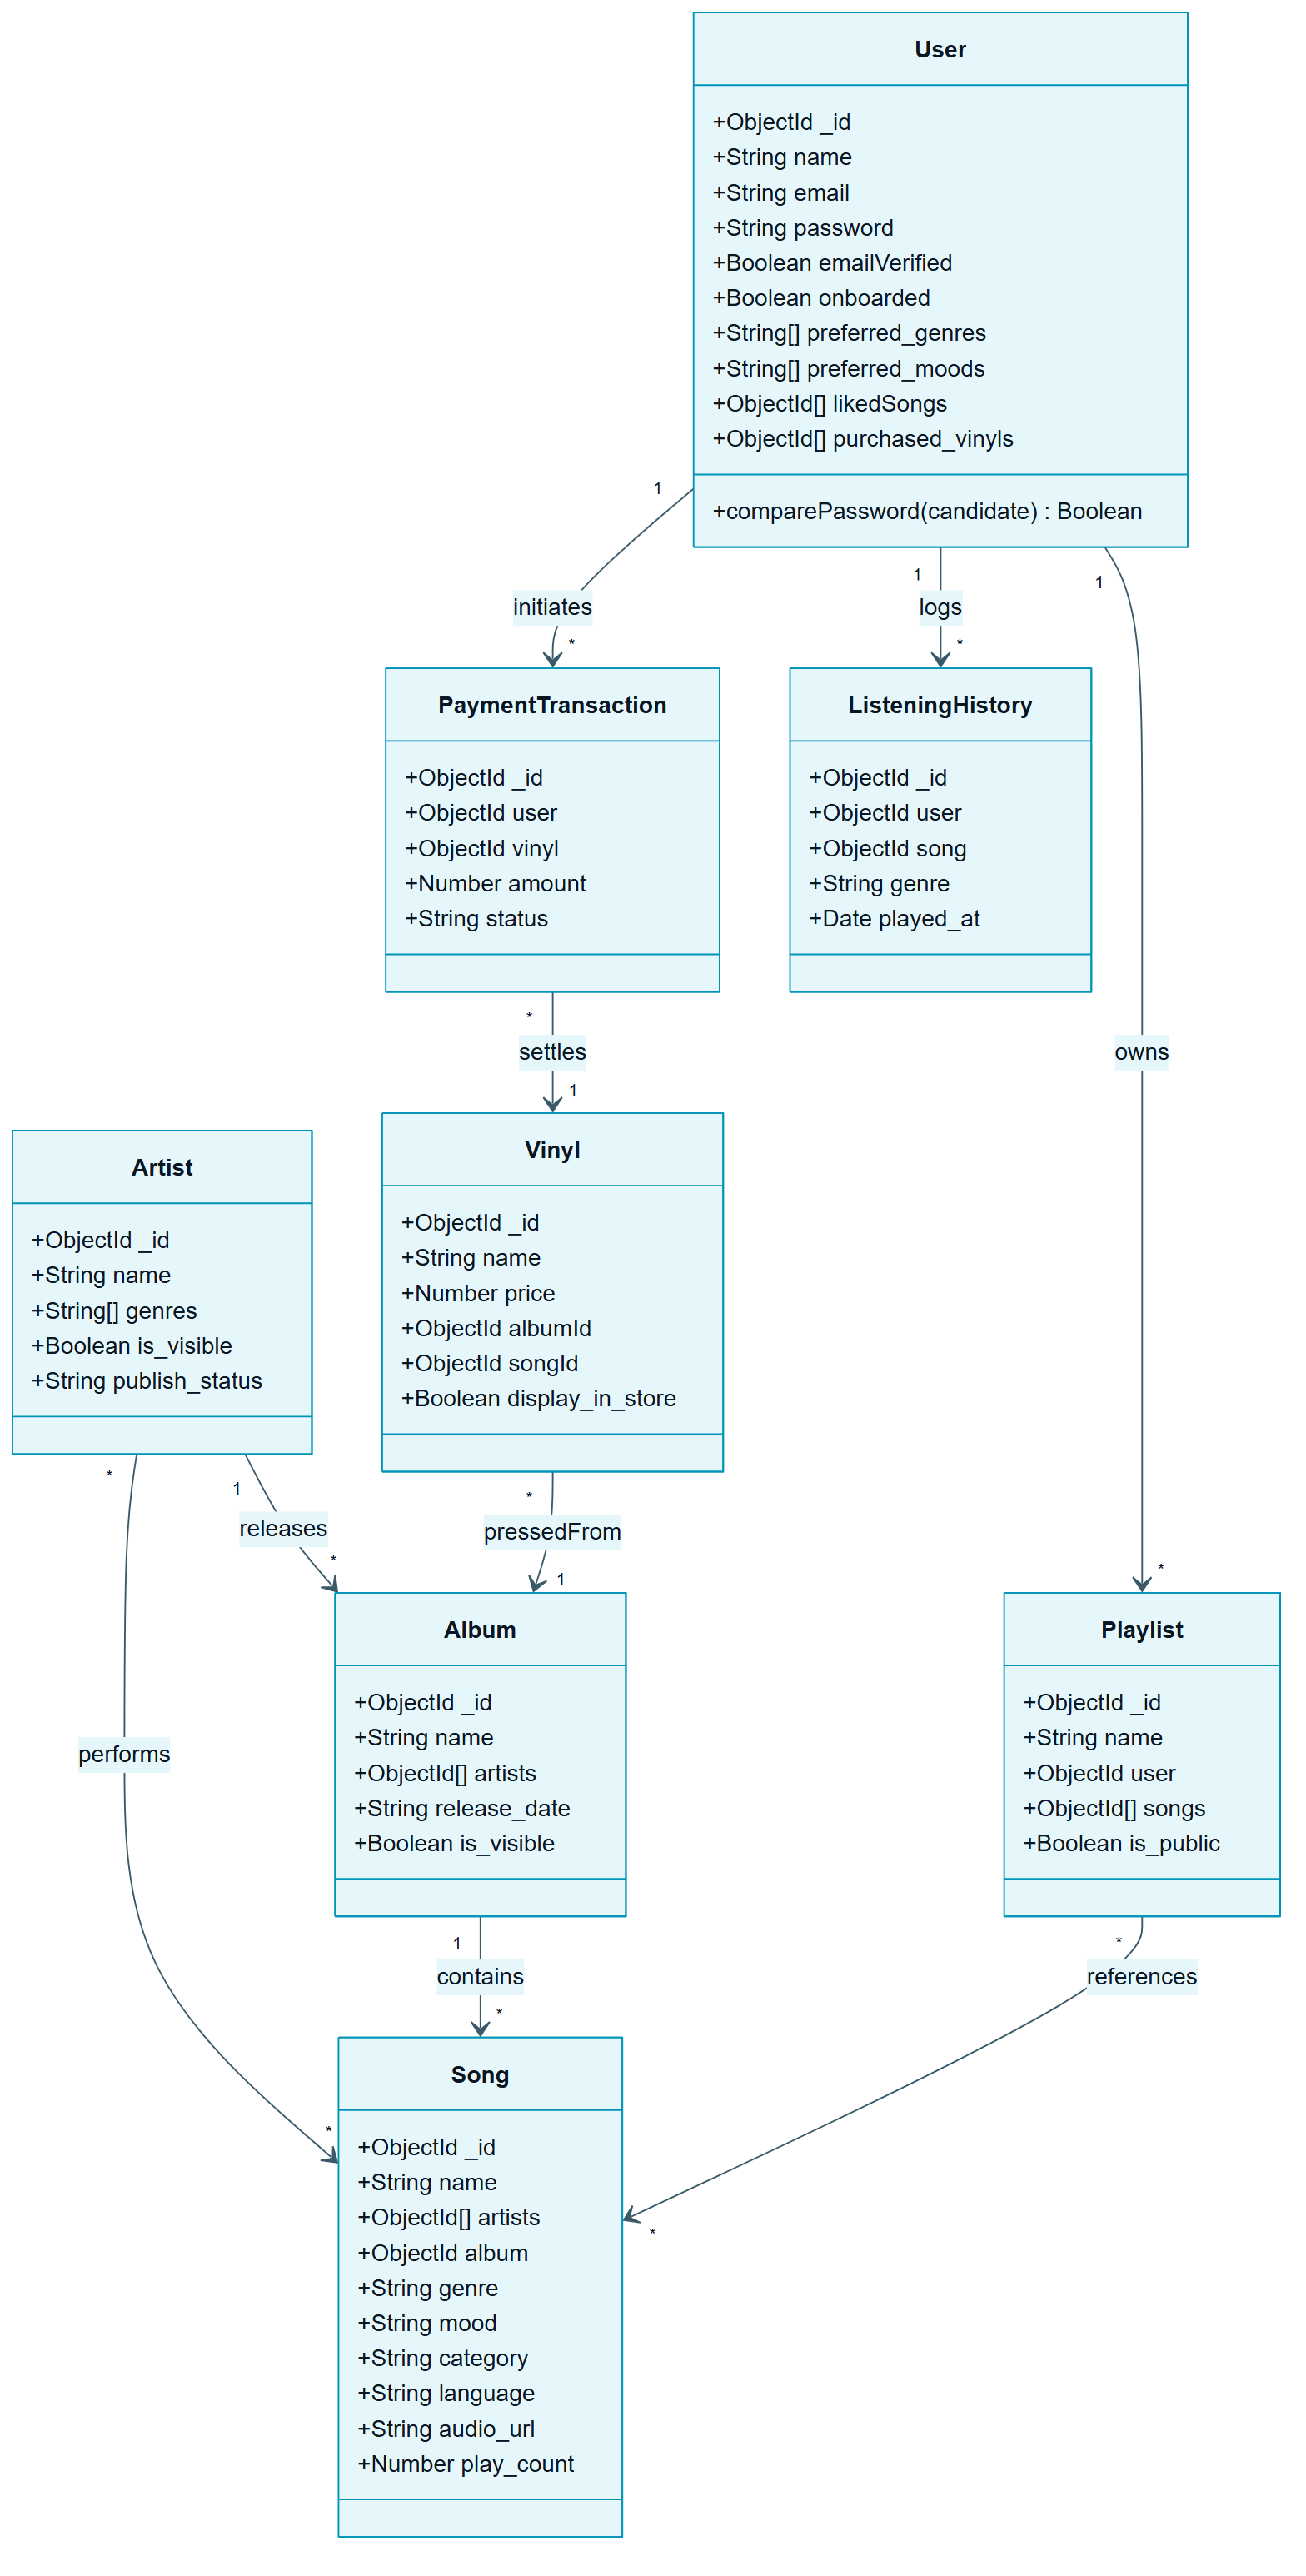 User
+ObjectId _id
+String name
+String email
+String password
+Boolean emailVerified
+Boolean onboarded
+String[] preferred_genres
+String[] preferred_moods
+ObjectId[] likedSongs
+ObjectId[] purchased_vinyls
+comparePassword(candidate) : Boolean
1
initiates
*
1
logs
*
1
owns
*
PaymentTransaction
+ObjectId _id
+ObjectId user
+ObjectId vinyl
+Number amount
+String status
ListeningHistory
+ObjectId _id
+ObjectId user
+ObjectId song
+String genre
+Date played_at
*
settles
1
Artist
+ObjectId _id
+String name
+String[] genres
+Boolean is_visible
+String publish_status
Vinyl
+ObjectId _id
+String name
+Number price
+ObjectId albumId
+ObjectId songId
+Boolean display_in_store
*
performs
*
1
releases
*
*
pressedFrom
1
Album
+ObjectId _id
+String name
+ObjectId[] artists
+String release_date
+Boolean is_visible
Playlist
+ObjectId _id
+String name
+ObjectId user
+ObjectId[] songs
+Boolean is_public
1
contains
*
*
references
*
Song
+ObjectId _id
+String name
+ObjectId[] artists
+ObjectId album
+String genre
+String mood
+String category
+String language
+String audio_url
+Number play_count